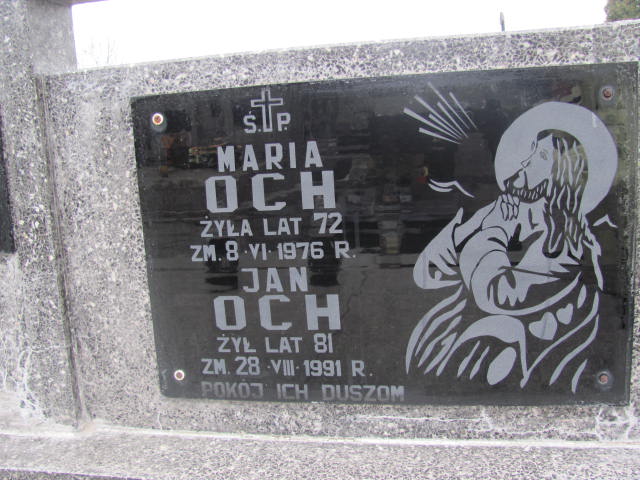 Ś.P.
MARIA
OCH
ŻYŁA LAT 72
ZM. 8·VI·1976 R.
JAN
OCH
ŻYŁ LAT 81
ZM. 28·VIII·1991 R.
POKÓJ ICH DUSZOM